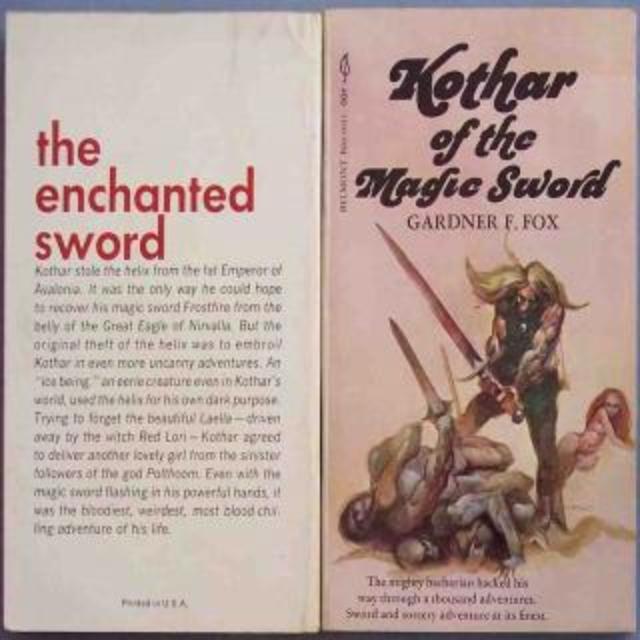 the
enchanted
sword
Kothar stole the helix from the fat Emperor of
Avalonia. It was the only way he could hope
to recover his magic sword Frostfire from the
belly of the Great Eagle of Nirvalla. But the
original theft of the helix was to embroil
Kothar in even more uncanny adventures. An
"ice being," an eerie creature even in Kothar's
world, used the helix for his own dark purpose.
Trying to forget the beautiful Laella—driven
away by the witch Red Lori—Kothar agreed
to deliver another lovely girl from the sinister
followers of the god Polthoom. Even with the
magic sword flashing in his powerful hands, it
was the bloodiest, weirdest, most blood chil-
ling adventure of his life.
Printed in U.S.A.
BELMONT 60¢
Kothar
of the
Magic Sword
GARDNER F. FOX
The mighty barbarian hacked his
way through a thousand adventures.
Sword and sorcery adventure at its finest.